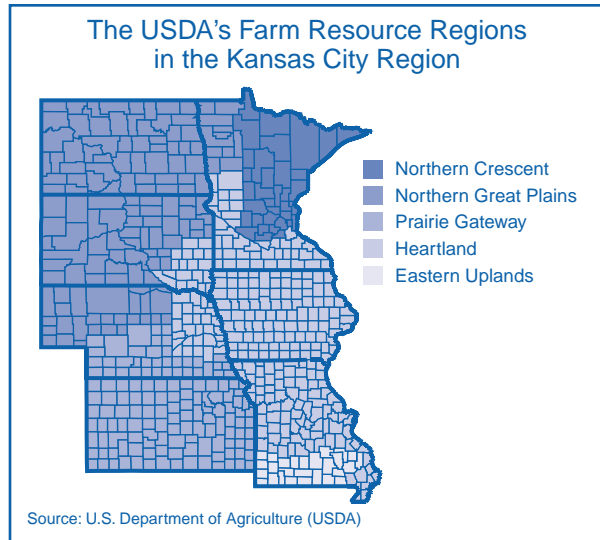 The USDA's Farm Resource Regions
in the Kansas City Region
Northern Crescent
Northern Great Plains
Prairie Gateway
Heartland
Eastern Uplands
Source: U.S. Department of Agriculture (USDA)